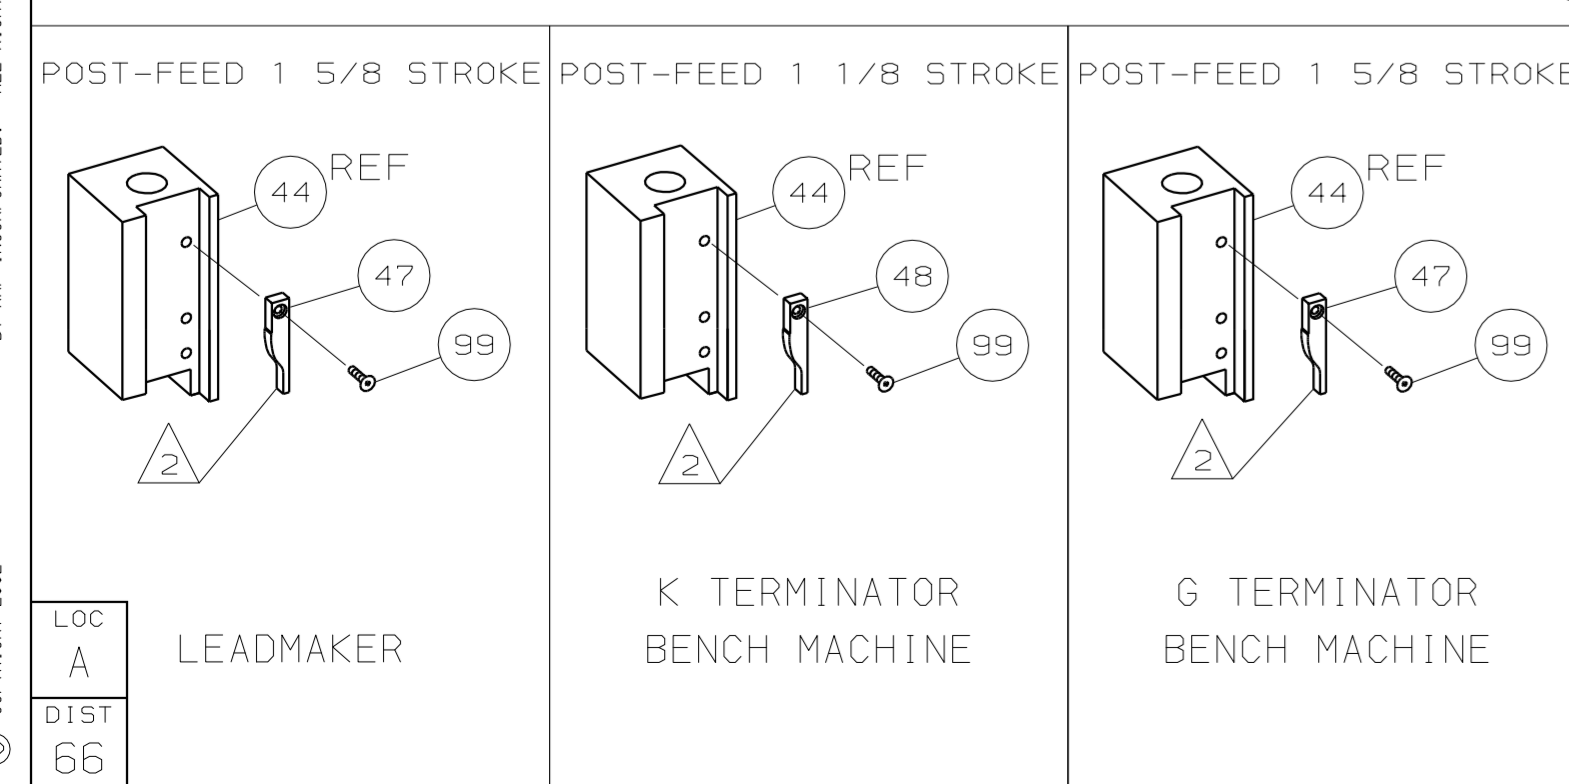 POST-FEED 1 5/8 STROKE
44 REF
47
99
2
LEADMAKER
POST-FEED 1 1/8 STROKE
44 REF
48
99
2
K TERMINATOR
BENCH MACHINE
POST-FEED 1 5/8 STROKE
44 REF
47
99
2
G TERMINATOR
BENCH MACHINE
LOC
A
DIST
66